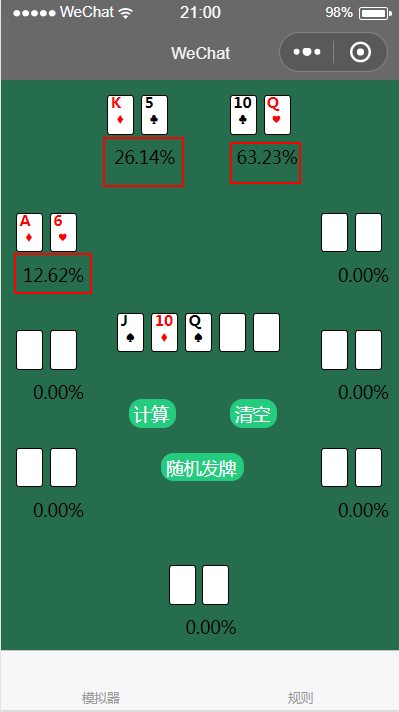 WeChat 21:00 98%
WeChat
K♦ 5♣ 10♣ Q♥
26.14% 63.23%
A♦ 6♥
12.62% 0.00%
J♠ 10♦ Q♠
0.00% 0.00%
计算 清空
随机发牌
0.00% 0.00%
0.00%
模拟器 规则